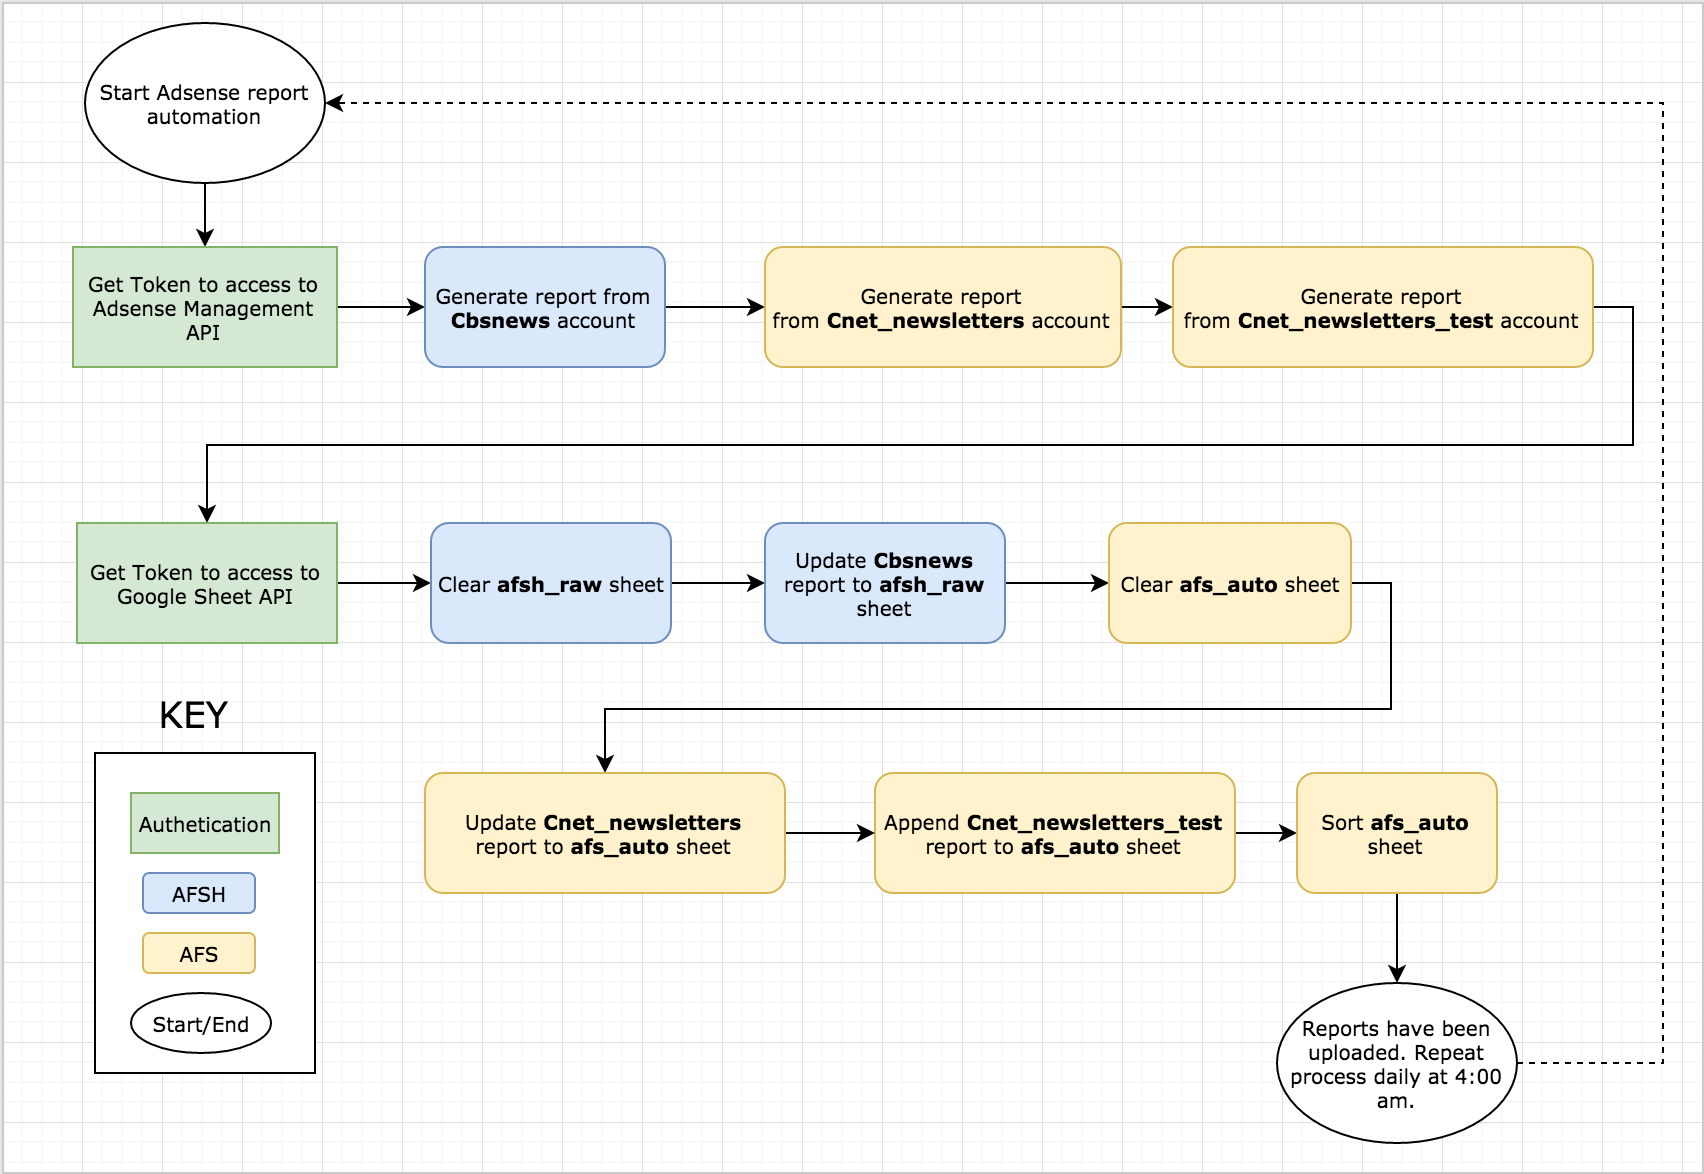 Start Adsense report
automation
Get Token to access to
Adsense Management
API
Generate report from
Cbsnews account
Generate report
from Cnet_newsletters account
Generate report
from Cnet_newsletters_test account
Get Token to access to
Google Sheet API
Clear afsh_raw sheet
Update Cbsnews
report to afsh_raw
sheet
Clear afs_auto sheet
Update Cnet_newsletters
report to afs_auto sheet
Append Cnet_newsletters_test
report to afs_auto sheet
Sort afs_auto
sheet
Reports have been
uploaded. Repeat
process daily at 4:00
am.
KEY
Authetication
AFSH
AFS
Start/End